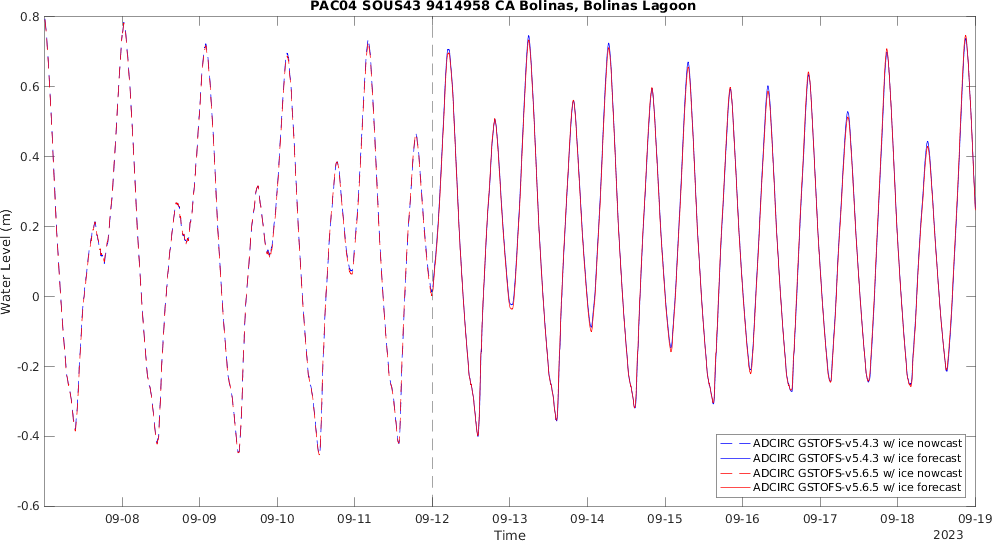 PAC04 SOUS43 9414958 CA Bolinas, Bolinas Lagoon
Water Level (m)
0.8
0.6
0.4
0.2
0
-0.2
-0.4
-0.6
ADCIRC GSTOFS-v5.4.3 w/ ice nowcast
ADCIRC GSTOFS-v5.4.3 w/ ice forecast
ADCIRC GSTOFS-v5.6.5 w/ ice nowcast
ADCIRC GSTOFS-v5.6.5 w/ ice forecast
09-08 09-09 09-10 09-11 09-12 09-13 09-14 09-15 09-16 09-17 09-18 09-19
Time
2023